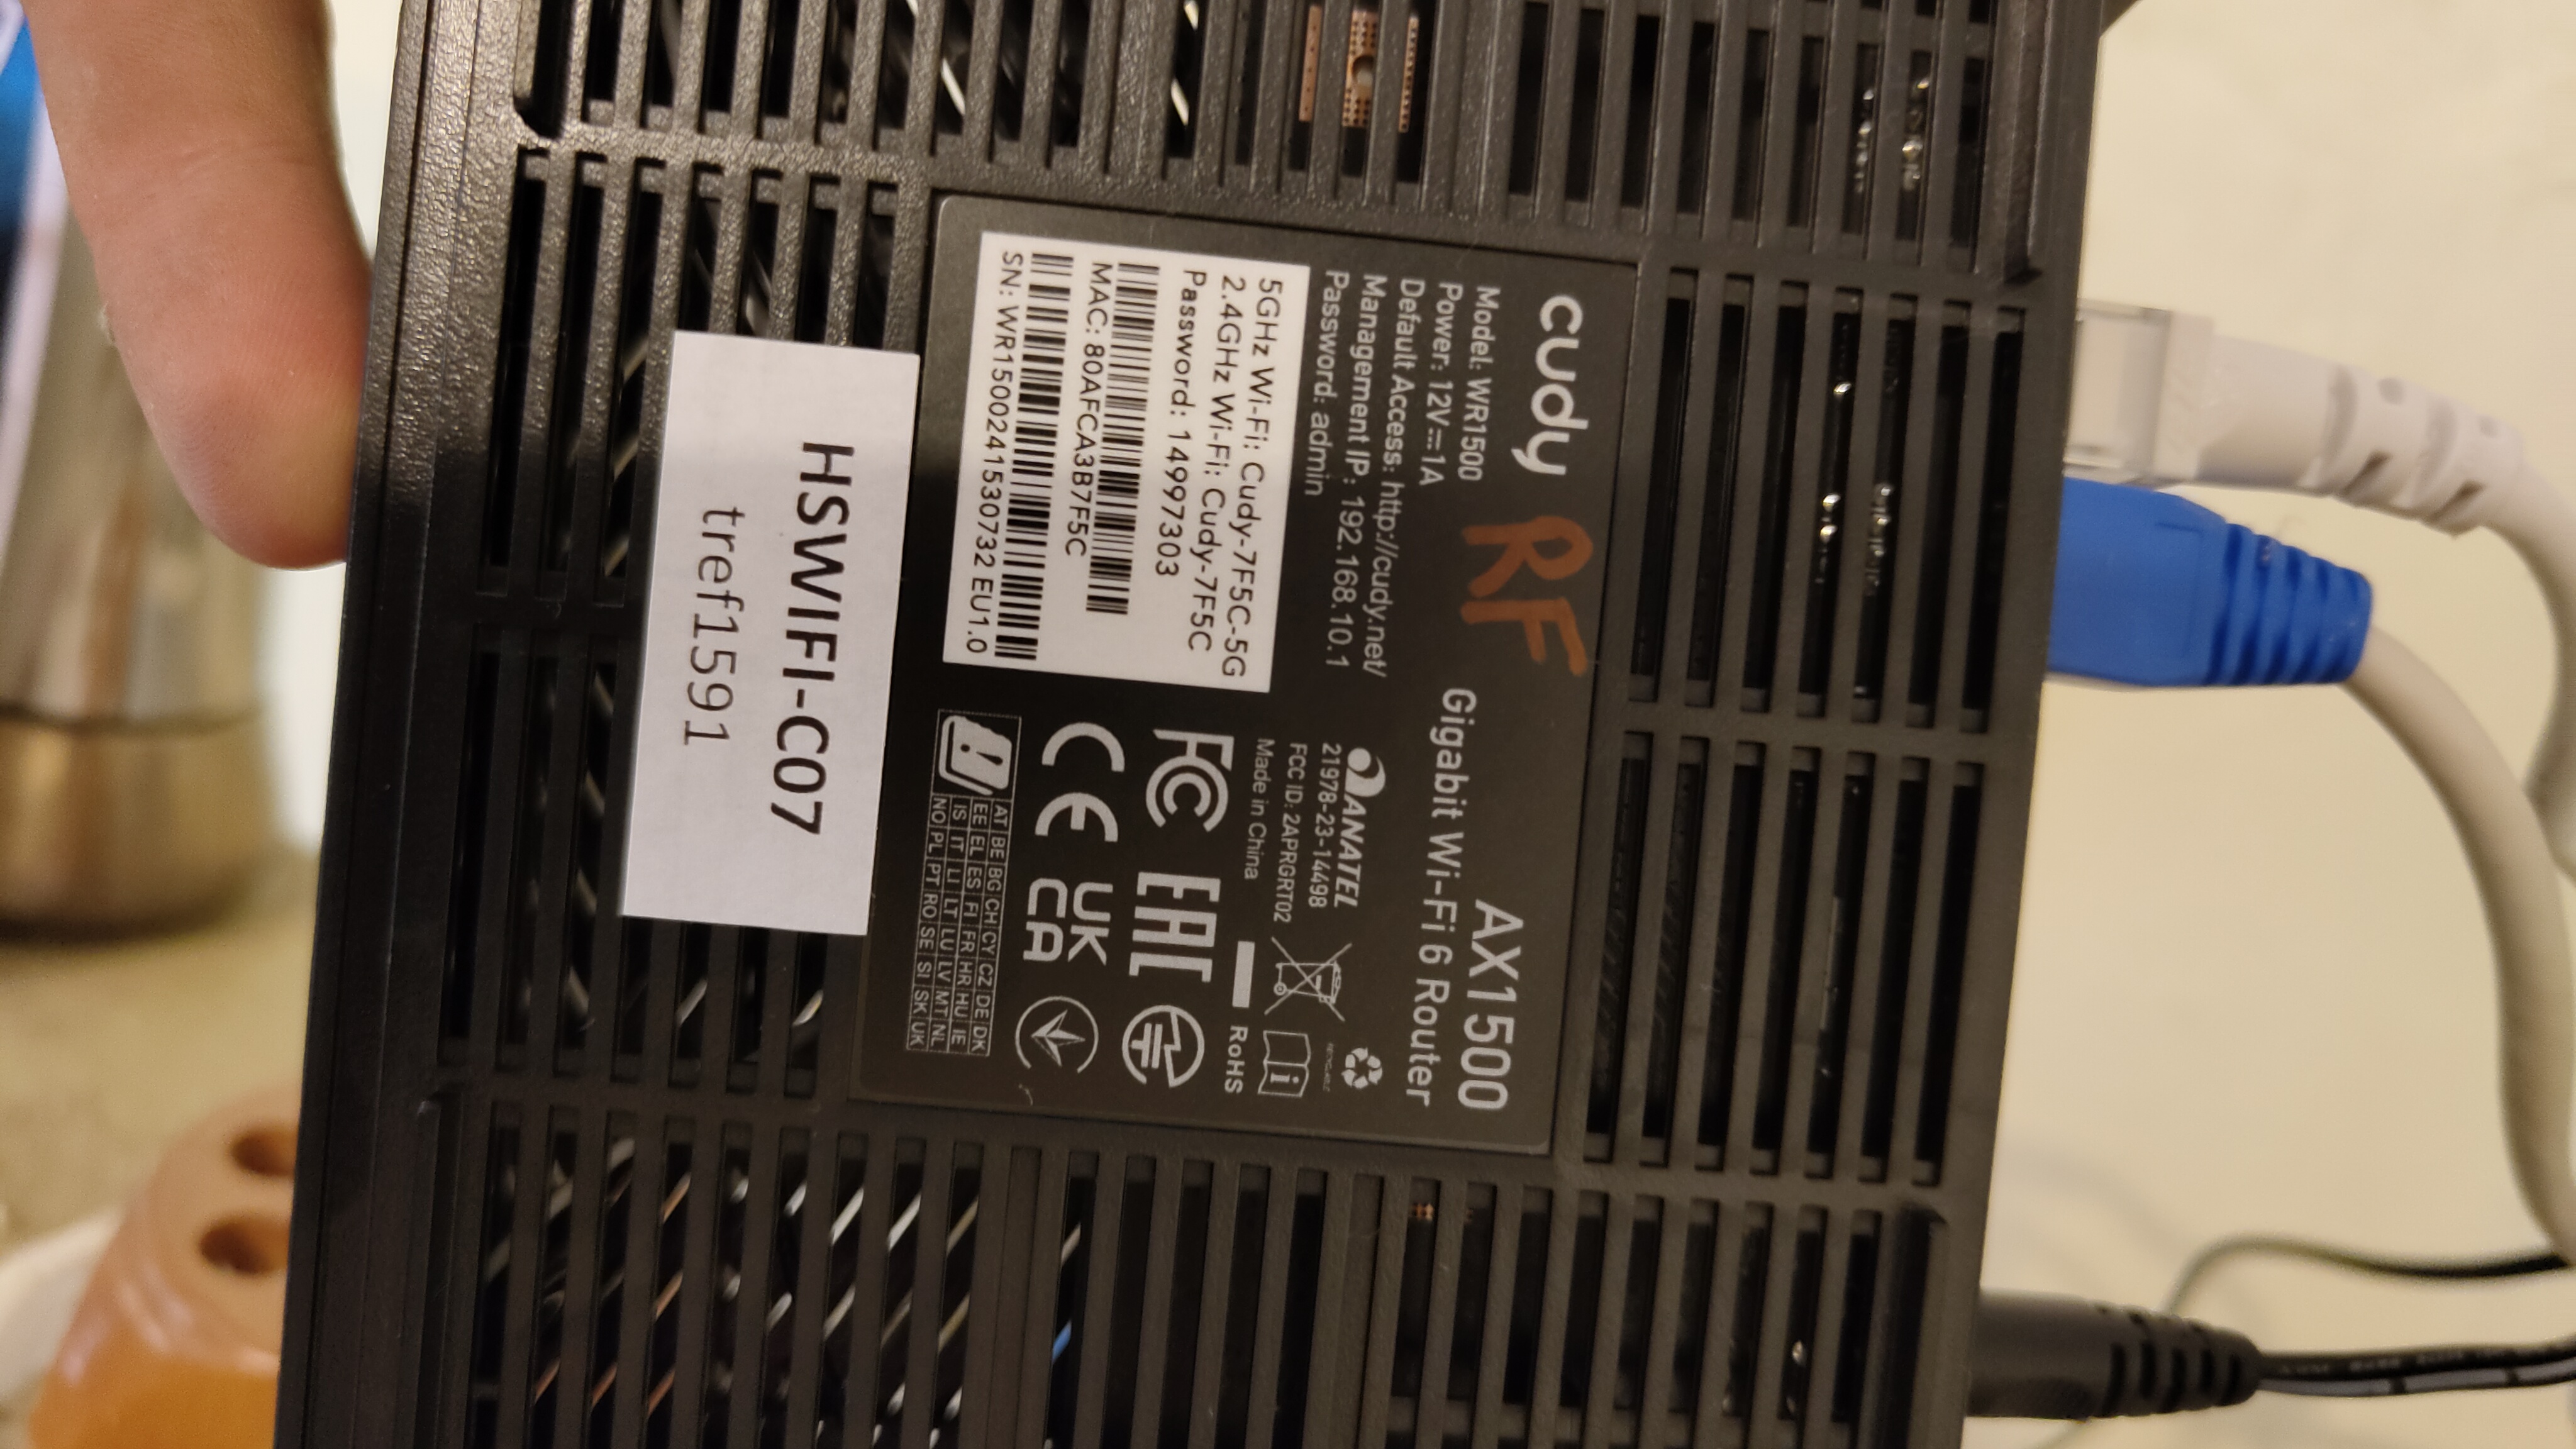 cudy
RF
AX1500
Gigabit Wi-Fi 6 Router
Model: WR1500
Power: 12V⎓1A
Default Access: http://cudy.net/
Management IP: 192.168.10.1
Password: admin
ANATEL
21978-23-14498
FCC ID: 2APRGRT02
Made in China
5GHz Wi-Fi: Cudy-7F5C-5G
2.4GHz Wi-Fi: Cudy-7F5C
Password: 14997303
MAC: 80AFCA3B7F5C
SN: WR1500241530732 EU1.0
RoHS
FC
EAC
CE
UK
CA
AT BE BG CH CY CZ DE DK
EE EL ES FI FR HR HU IE
IS IT LI LT LU LV MT NL
NO PL PT RO SE SI SK UK
HSWIFI-C07
tref1591